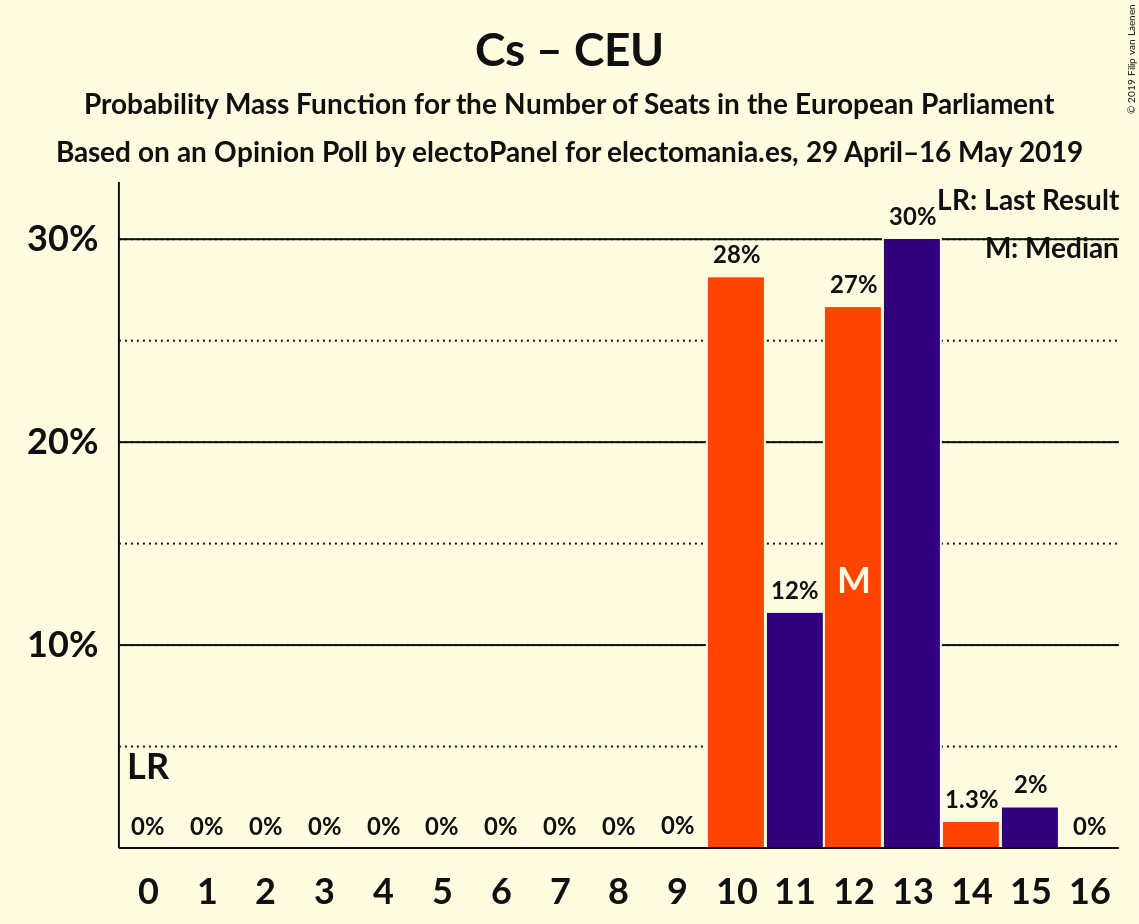 Cs – CEU
Probability Mass Function for the Number of Seats in the European Parliament
Based on an Opinion Poll by electoPanel for electomania.es, 29 April–16 May 2019
© 2019 Filip van Laenen
LR: Last Result
M: Median
30%
20%
10%
30%
28%
27%
12%
M
LR
1.3%
2%
0% 0% 0% 0% 0% 0% 0% 0% 0% 0% 0%
0 1 2 3 4 5 6 7 8 9 10 11 12 13 14 15 16